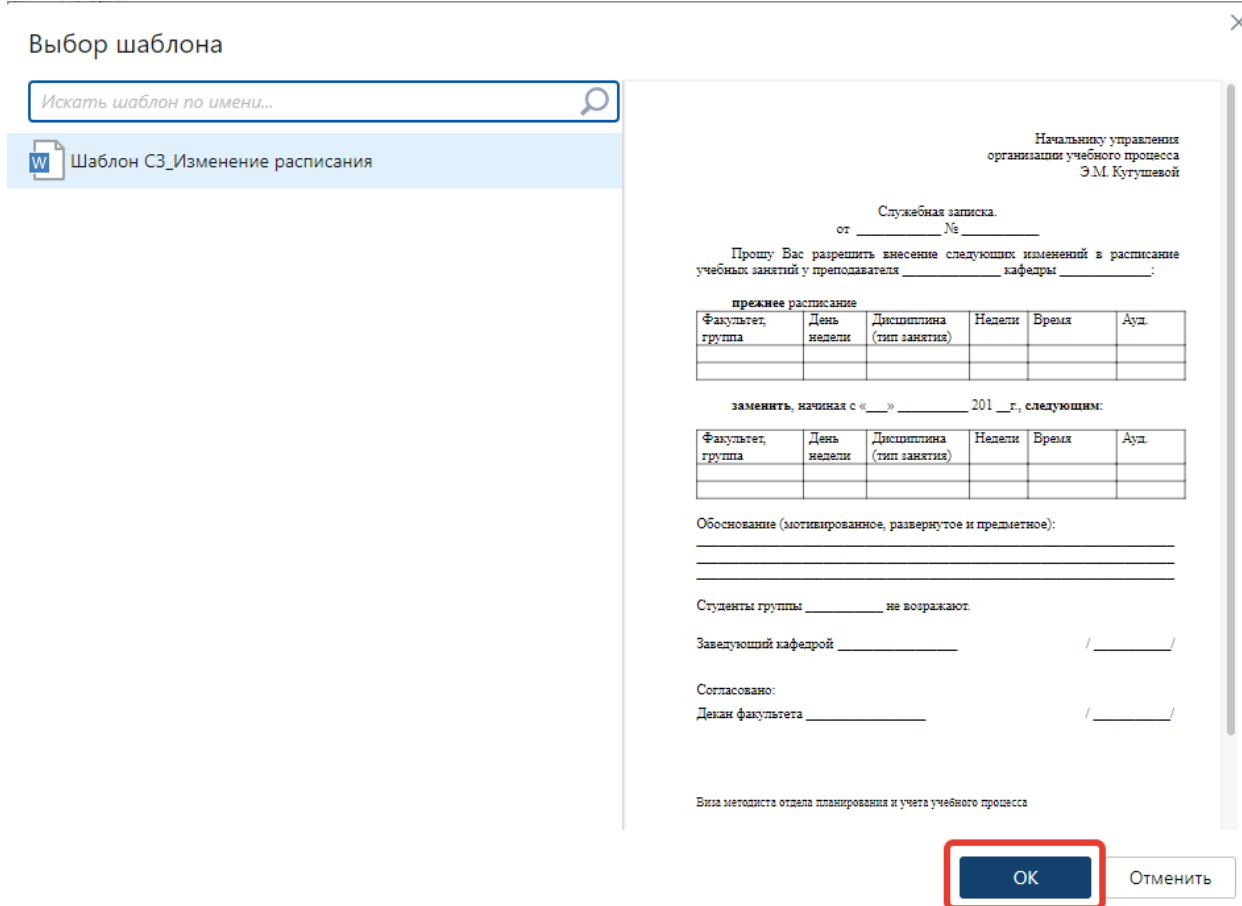 Выбор шаблона
Искать шаблон по имени...
Шаблон СЗ_Изменение расписания
Начальнику управления
организации учебного процесса
Э.М. Кугушевой
Служебная записка.
от ____________ № ___________
Прошу Вас разрешить внесение следующих изменений в расписание
учебных занятий у преподавателя ______________ кафедры _____________:
прежнее расписание
Факультет, группа День недели Дисциплина (тип занятия) Недели Время Ауд.
заменить, начиная с «___» __________ 201 __г., следующим:
Факультет, группа День недели Дисциплина (тип занятия) Недели Время Ауд.
Обоснование (мотивированное, развернутое и предметное):
Студенты группы ___________ не возражают.
Заведующий кафедрой _________________ / ___________/
Согласовано:
Декан факультета _________________ / ___________/
Виза методиста отдела планирования и учета учебного процесса
ОК
Отменить